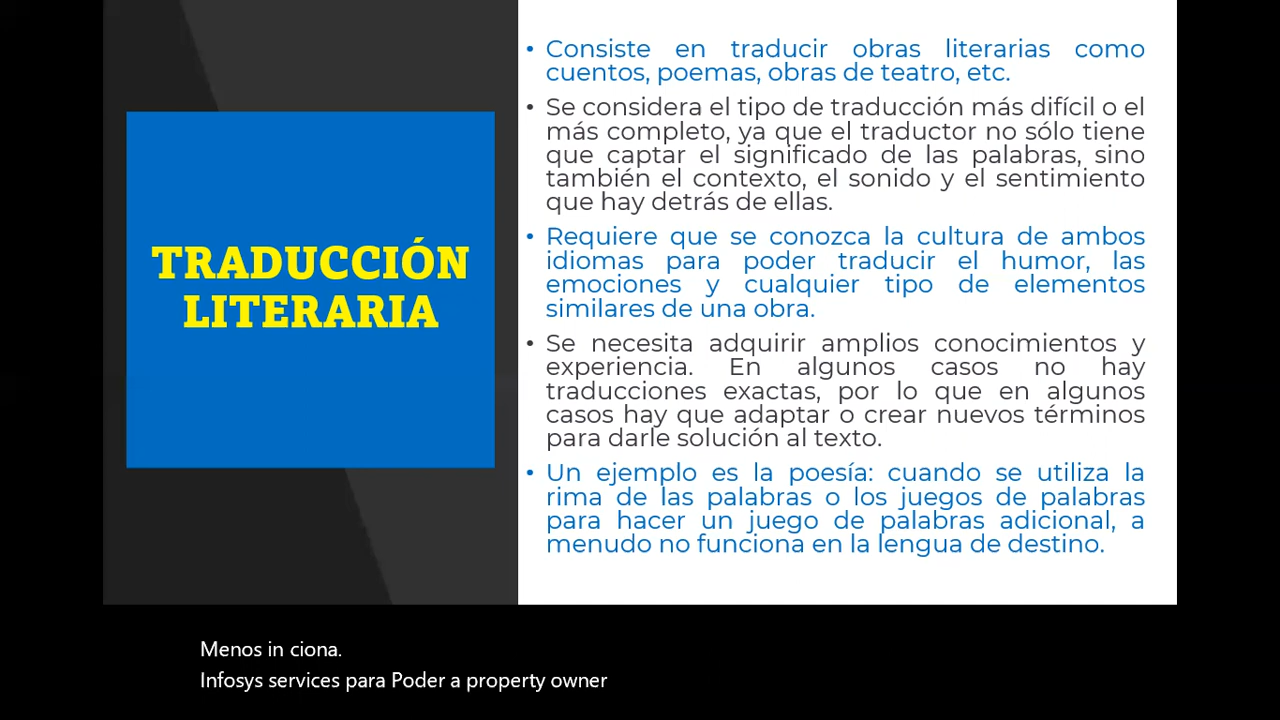 TRADUCCIÓN
LITERARIA
• Consiste en traducir obras literarias como
cuentos, poemas, obras de teatro, etc.
• Se considera el tipo de traducción más difícil o el
más completo, ya que el traductor no sólo tiene
que captar el significado de las palabras, sino
también el contexto, el sonido y el sentimiento
que hay detrás de ellas.
• Requiere que se conozca la cultura de ambos
idiomas para poder traducir el humor, las
emociones y cualquier tipo de elementos
similares de una obra.
• Se necesita adquirir amplios conocimientos y
experiencia. En algunos casos no hay
traducciones exactas, por lo que en algunos
casos hay que adaptar o crear nuevos términos
para darle solución al texto.
• Un ejemplo es la poesía: cuando se utiliza la
rima de las palabras o los juegos de palabras
para hacer un juego de palabras adicional, a
menudo no funciona en la lengua de destino.
Menos in ciona.
Infosys services para Poder a property owner